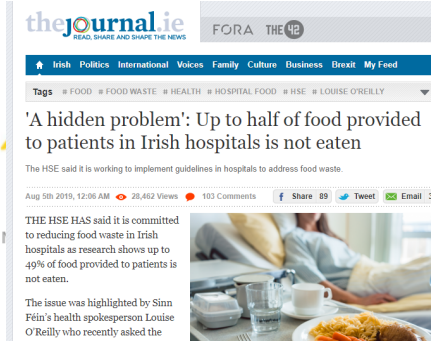 thejournal.ie
READ, SHARE AND SHAPE THE NEWS
FORA THE 42
Irish Politics International Voices Family Culture Business Brexit My Feed
Tags # FOOD # FOOD WASTE # HEALTH # HOSPITAL FOOD # HSE # LOUISE O'REILLY
'A hidden problem': Up to half of food provided
to patients in Irish hospitals is not eaten
The HSE said it is working to implement guidelines in hospitals to address food waste.
Aug 5th 2019, 12:06 AM 28,462 Views 103 Comments Share 89 Tweet Email
THE HSE HAS said it is committed
to reducing food waste in Irish
hospitals as research shows up to
49% of food provided to patients is
not eaten.
The issue was highlighted by Sinn
Féin's health spokesperson Louise
O'Reilly who recently asked the